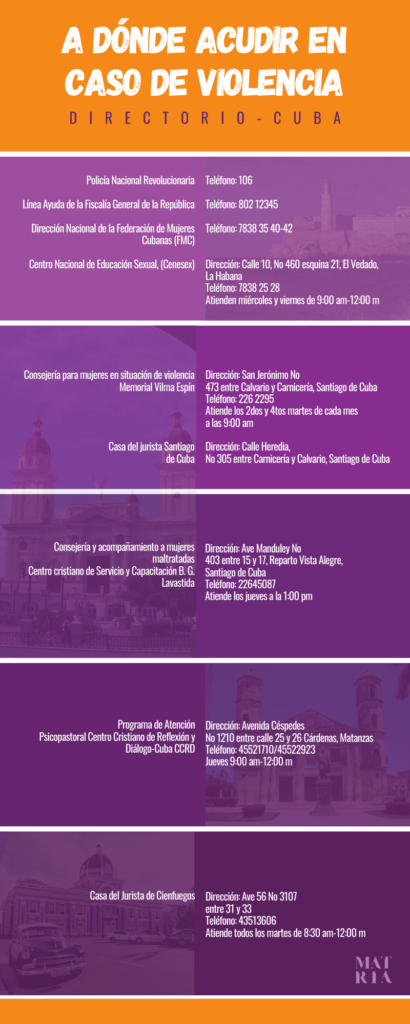 A DÓNDE ACUDIR EN
CASO DE VIOLENCIA
DIRECTORIO-CUBA
Policía Nacional Revolucionaria
Teléfono: 106
Línea Ayuda de la Fiscalía General de la República
Teléfono: 802 12345
Dirección Nacional de la Federación de Mujeres
Cubanas (FMC)
Teléfono: 7838 35 40-42
Centro Nacional de Educación Sexual, (Cenesex)
Dirección: Calle 10, No 460 esquina 21, El Vedado,
La Habana
Teléfono: 7838 25 28
Atienden miércoles y viernes de 9:00 am-12:00 m
Consejería para mujeres en situación de violencia
Memorial Vilma Espín
Dirección: San Jerónimo No
473 entre Calvario y Carnicería, Santiago de Cuba
Teléfono: 226 2295
Atiende los 2dos y 4tos martes de cada mes
a las 9:00 am
Casa del jurista Santiago
de Cuba
Dirección: Calle Heredia,
No 305 entre Carnicería y Calvario, Santiago de Cuba
Consejería y acompañamiento a mujeres
maltratadas
Centro cristiano de Servicio y Capacitación B. G.
Lavastida
Dirección: Ave Manduley No
403 entre 15 y 17, Reparto Vista Alegre,
Santiago de Cuba
Teléfono: 22645087
Atiende los jueves a la 1:00 pm
Programa de Atención
Psicopastoral Centro Cristiano de Reflexión y
Diálogo-Cuba CCRD
Dirección: Avenida Céspedes
No 1210 entre calle 25 y 26 Cárdenas, Matanzas
Teléfono: 45521710/45522923
Jueves 9:00 am-12:00 m
Casa del Jurista de Cienfuegos
Dirección: Ave 56 No 3107
entre 31 y 33
Teléfono: 43513606
Atiende todos los martes de 8:30 am-12:00 m
MAT
RIA